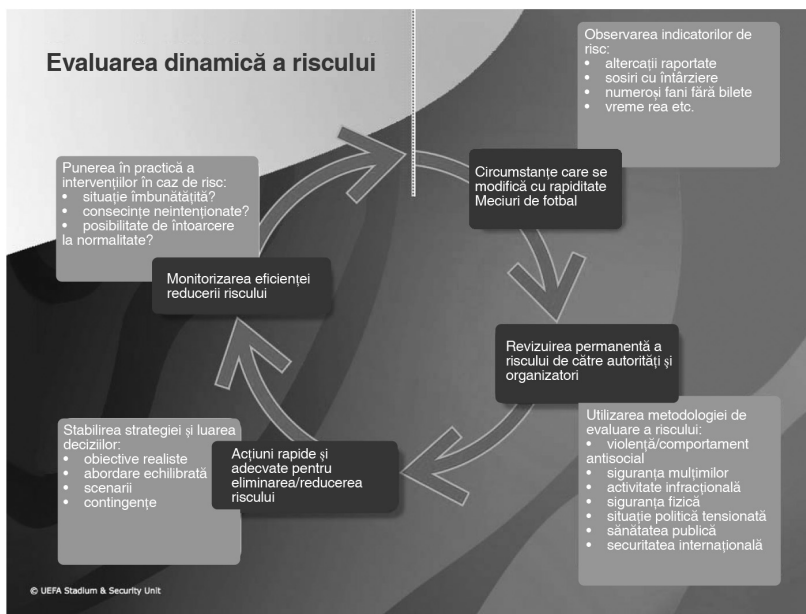 Evaluarea dinamică a riscului
Observarea indicatorilor de
risc:
• altercații raportate
• sosiri cu întârziere
• numeroși fani fără bilete
• vreme rea etc.
Circumstanțe care se
modifică cu rapiditate
Meciuri de fotbal
Revizuirea permanentă a
riscului de către autorități și
organizatori
Utilizarea metodologiei de
evaluare a riscului:
• violență/comportament
antisocial
• siguranța mulțimilor
• activitate infracțională
• siguranța fizică
• situație politică tensionată
• sănătatea publică
• securitatea internațională
Acțiuni rapide și
adecvate pentru
eliminarea/reducerea
riscului
Stabilirea strategiei și luarea
deciziilor:
• obiective realiste
• abordare echilibrată
• scenarii
• contingențe
Monitorizarea eficienței
reducerii riscului
Punerea în practică a
intervențiilor în caz de risc:
• situație îmbunătățită?
• consecințe neintenționate?
• posibilitate de întoarcere
la normalitate?
© UEFA Stadium & Security Unit